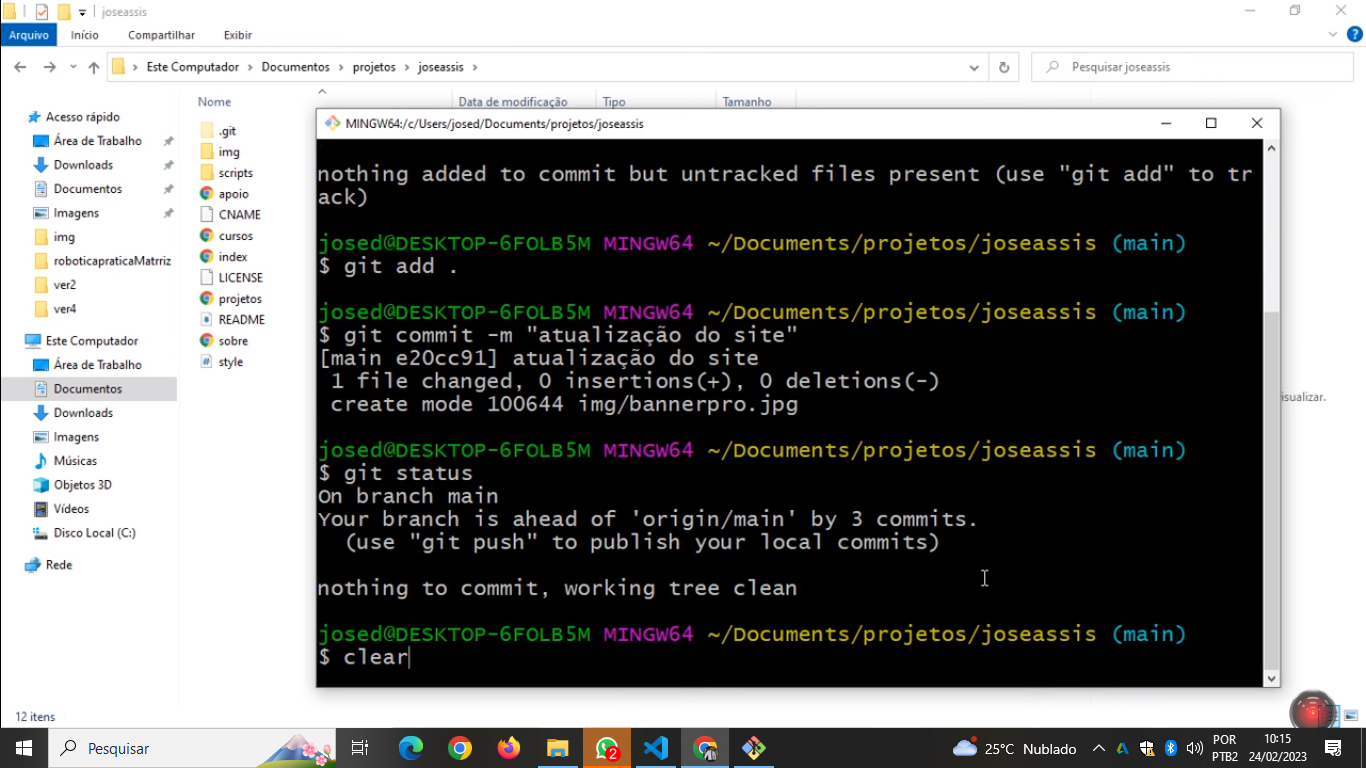 joseassis
Arquivo
Início
Compartilhar
Exibir
Este Computador
Documentos
projetos
joseassis
Pesquisar joseassis
Nome
Data de modificação
Tipo
Tamanho
Acesso rápido
Área de Trabalho
Downloads
Documentos
Imagens
img
roboticapraticaMatrriz
ver2
ver4
Este Computador
Área de Trabalho
Documentos
Downloads
Imagens
Músicas
Objetos 3D
Vídeos
Disco Local (C:)
Rede
.git
img
scripts
apoio
CNAME
cursos
index
LICENSE
projetos
README
sobre
style
MINGW64:/c/Users/josed/Documents/projetos/joseassis
nothing added to commit but untracked files present (use "git add" to tr
ack)
josed@DESKTOP-6FOLB5M MINGW64 ~/Documents/projetos/joseassis (main)
$ git add .
josed@DESKTOP-6FOLB5M MINGW64 ~/Documents/projetos/joseassis (main)
$ git commit -m "atualização do site"
[main e20cc91] atualização do site
1 file changed, 0 insertions(+), 0 deletions(-)
create mode 100644 img/bannerpro.jpg
josed@DESKTOP-6FOLB5M MINGW64 ~/Documents/projetos/joseassis (main)
$ git status
On branch main
Your branch is ahead of 'origin/main' by 3 commits.
(use "git push" to publish your local commits)
nothing to commit, working tree clean
josed@DESKTOP-6FOLB5M MINGW64 ~/Documents/projetos/joseassis (main)
$ clear
12 itens
Pesquisar
2
25°C Nublado
POR
PTB2
10:15
24/02/2023